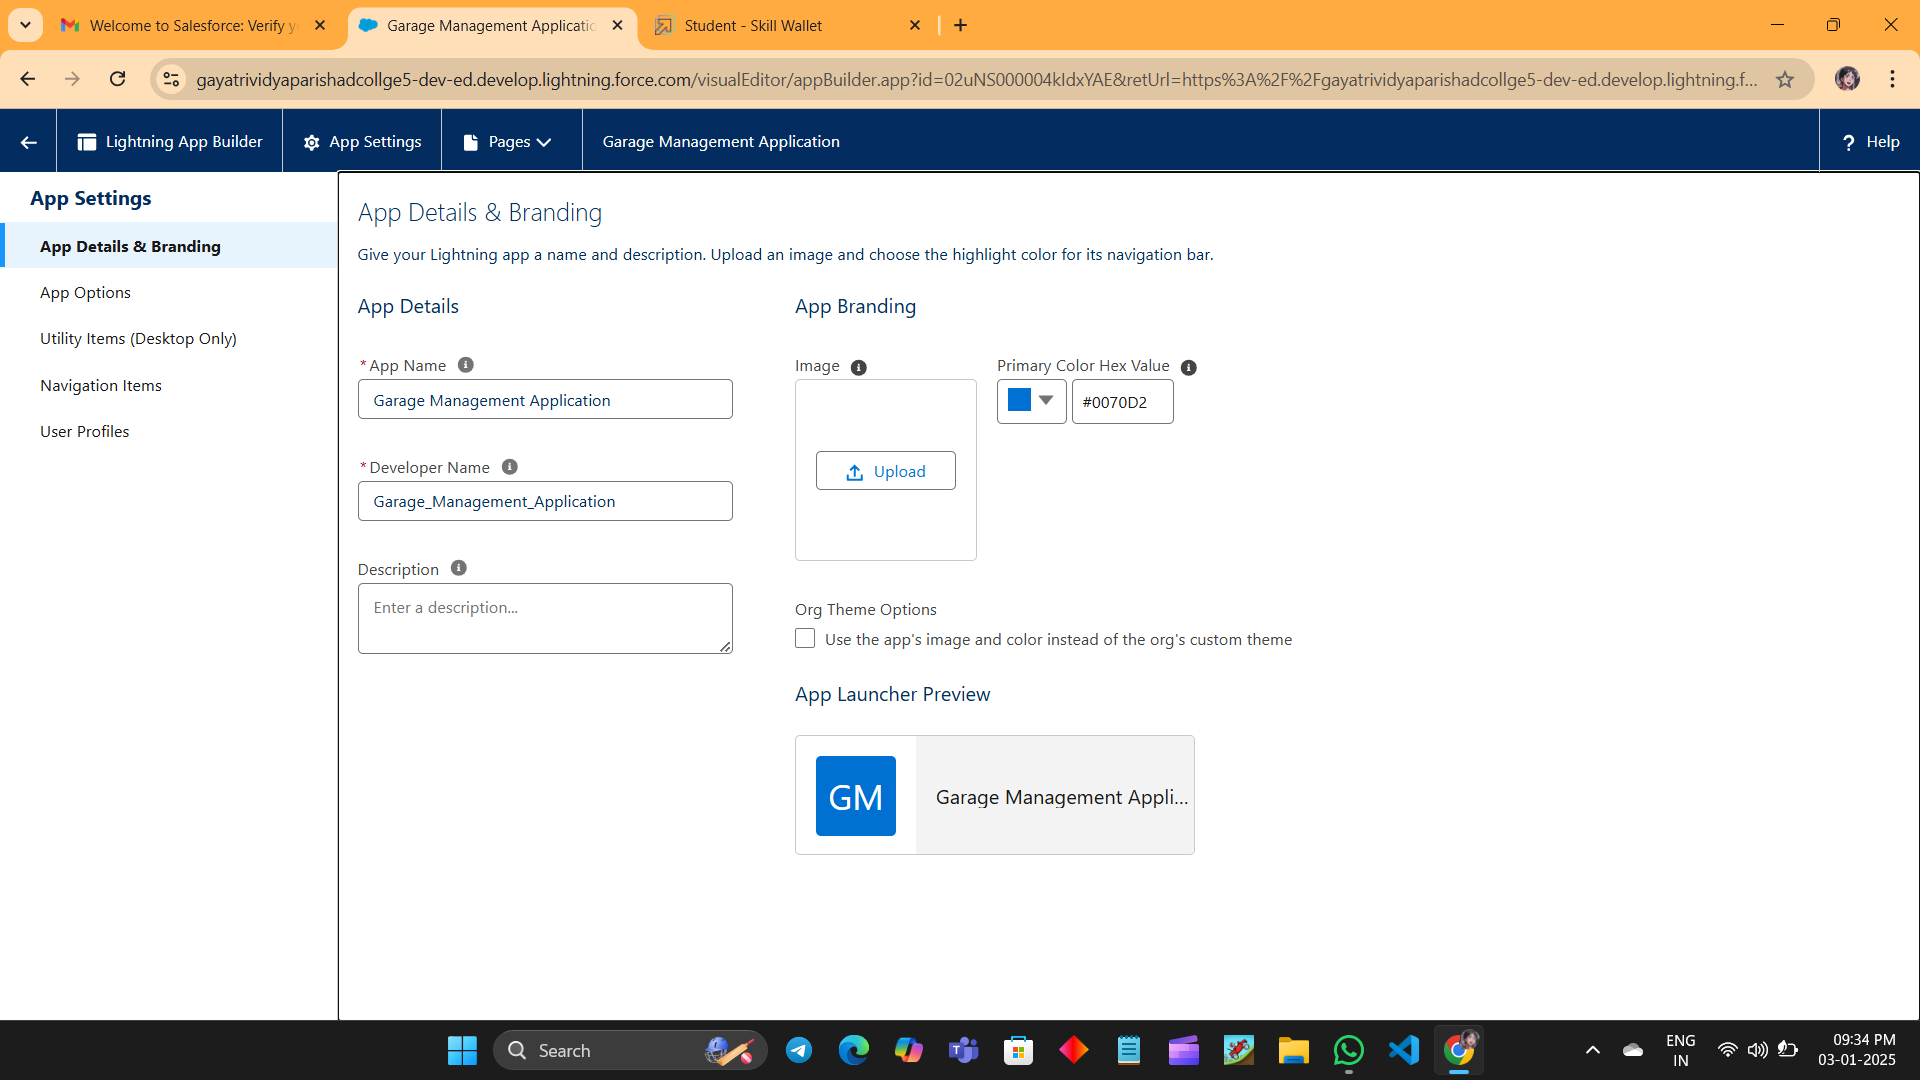 Welcome to Salesforce: Verify y
Garage Management Applicatio
Student - Skill Wallet
gayatrividyaparishadcollge5-dev-ed.develop.lightning.force.com/visualEditor/appBuilder.app?id=02uNS000004kIdxYAE&retUrl=https%3A%2F%2Fgayatrividyaparishadcollge5-dev-ed.develop.lightning.f...
Lightning App Builder
App Settings
Pages
Garage Management Application
? Help
App Settings
App Details & Branding
App Options
Utility Items (Desktop Only)
Navigation Items
User Profiles
App Details & Branding
Give your Lightning app a name and description. Upload an image and choose the highlight color for its navigation bar.
App Details
*App Name
Garage Management Application
*Developer Name
Garage_Management_Application
Description
Enter a description...
App Branding
Image
Primary Color Hex Value
Upload
#0070D2
Org Theme Options
Use the app's image and color instead of the org's custom theme
App Launcher Preview
GM
Garage Management Appli...
Search
ENG
IN
09:34 PM
03-01-2025